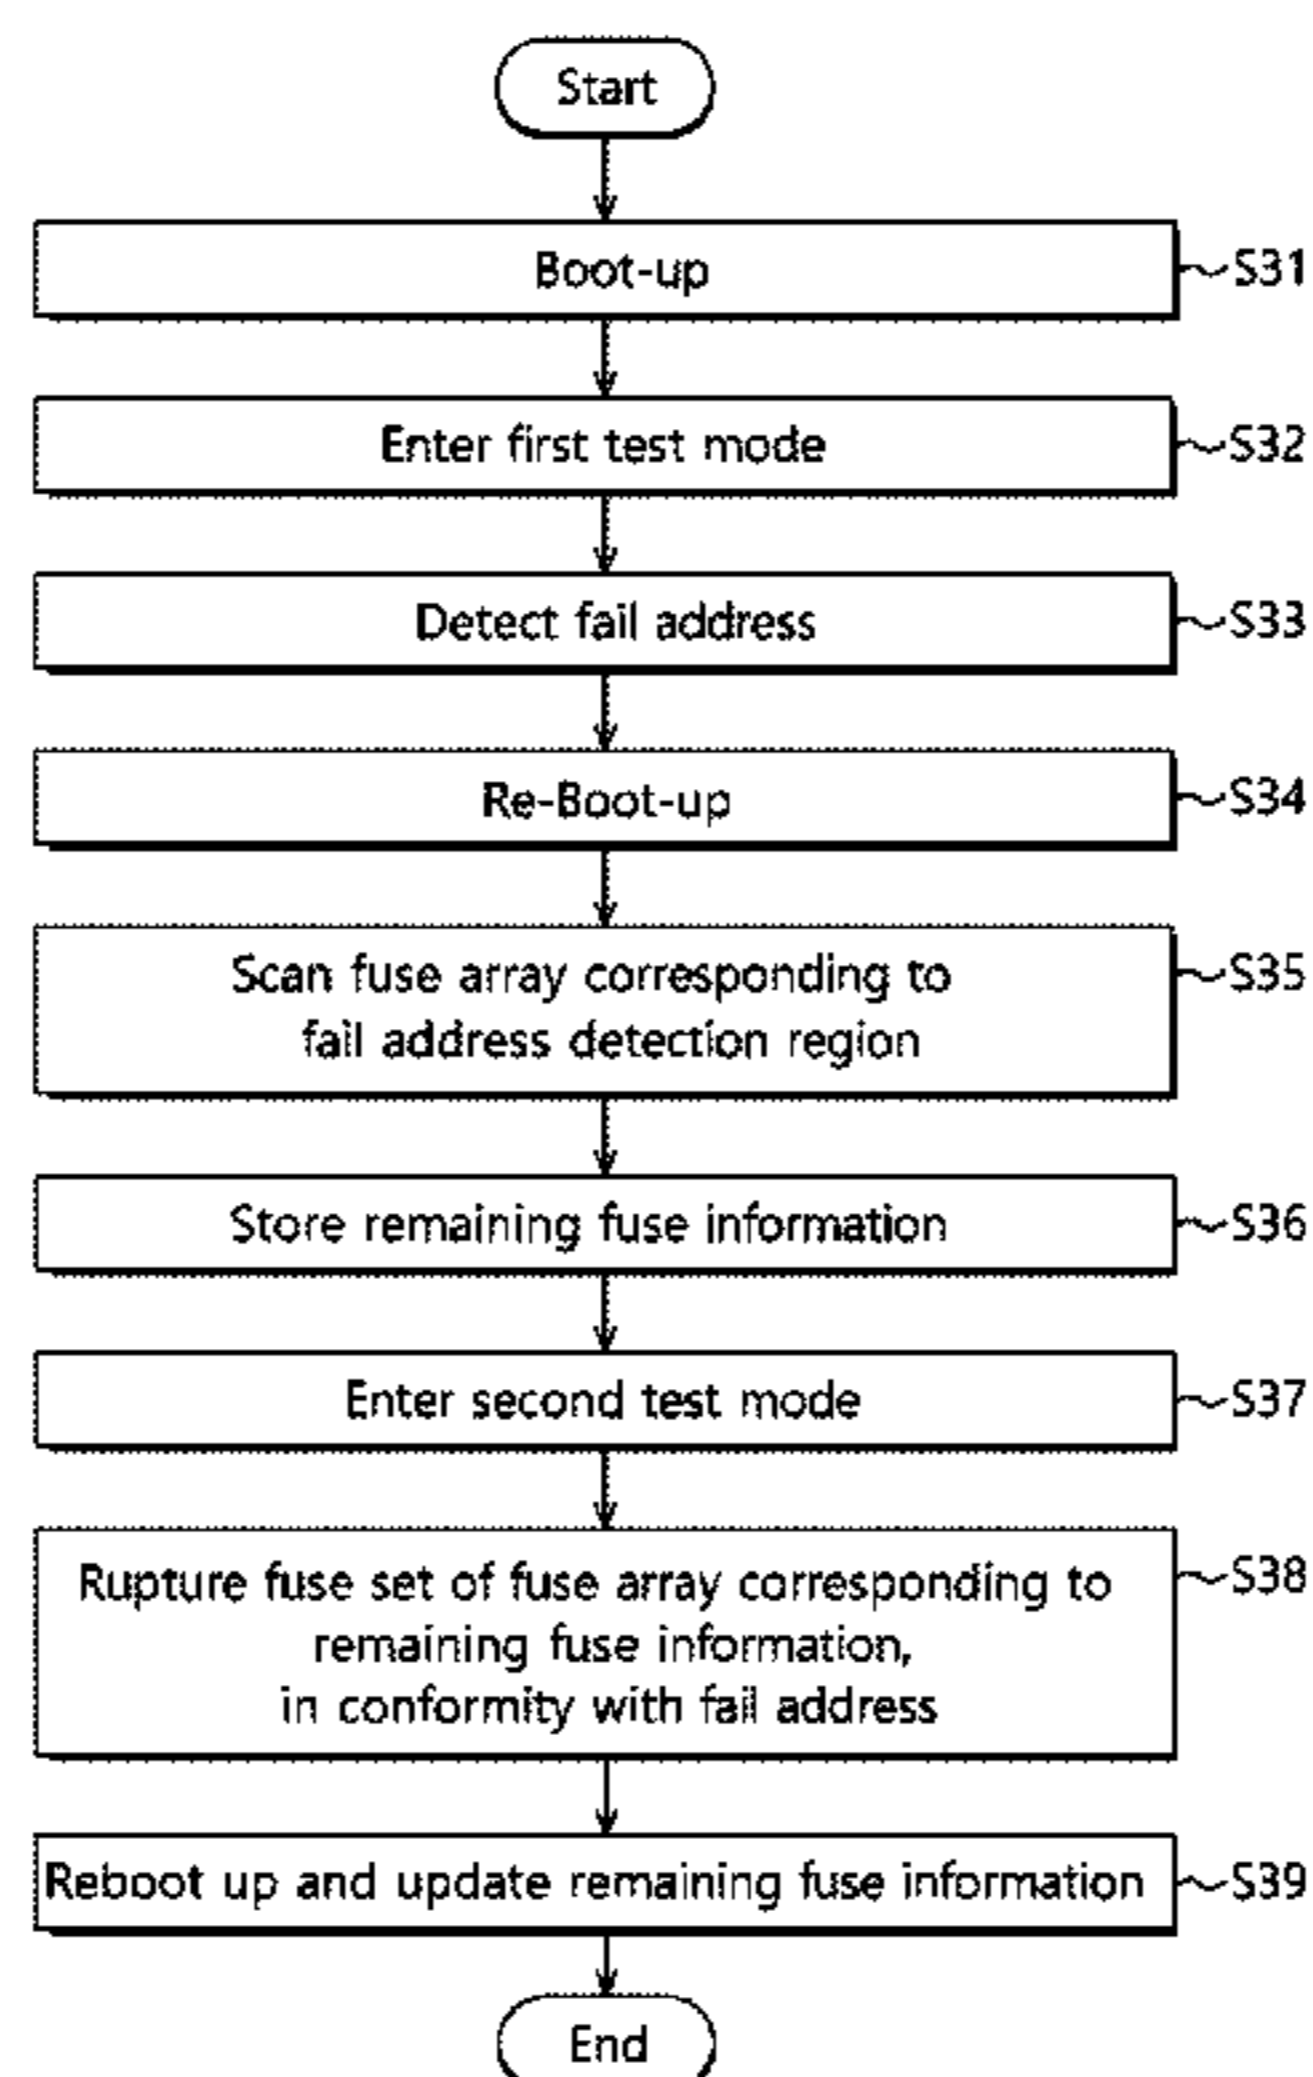 Start
Boot-up
S31
Enter first test mode
S32
Detect fail address
S33
Re-Boot-up
S34
Scan fuse array corresponding to
fail address detection region
S35
Store remaining fuse information
S36
Enter second test mode
S37
Rupture fuse set of fuse array corresponding to
remaining fuse information,
in conformity with fail address
S38
Reboot up and update remaining fuse information
S39
End